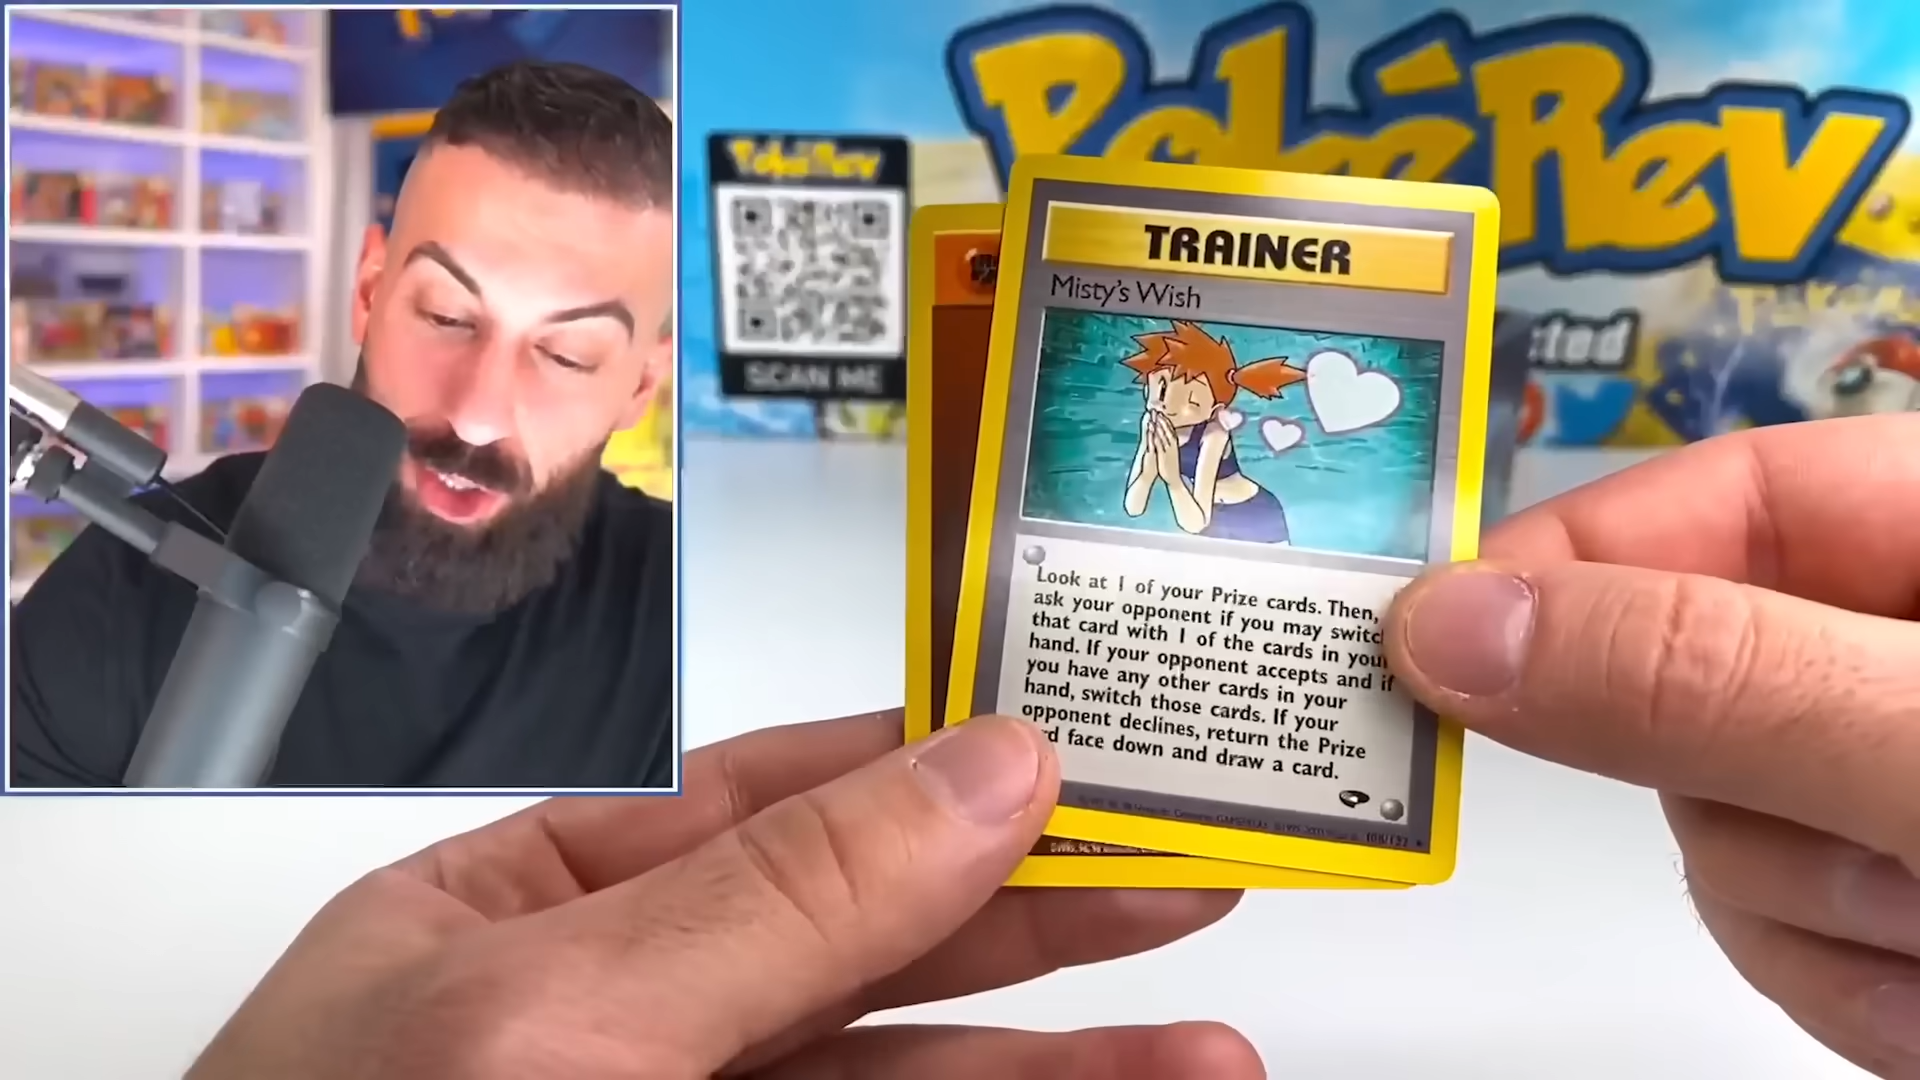 PokéRev
PokéRev
SCAN ME
TRAINER
Misty's Wish
Look at 1 of your Prize cards. Then,
ask your opponent if you may
that card with 1 of the cards in your
hand. If your opponent accepts and if
you have any other cards in your
hand, switch those cards. If your
opponent declines, return the Prize
face down and draw a card.
108/132